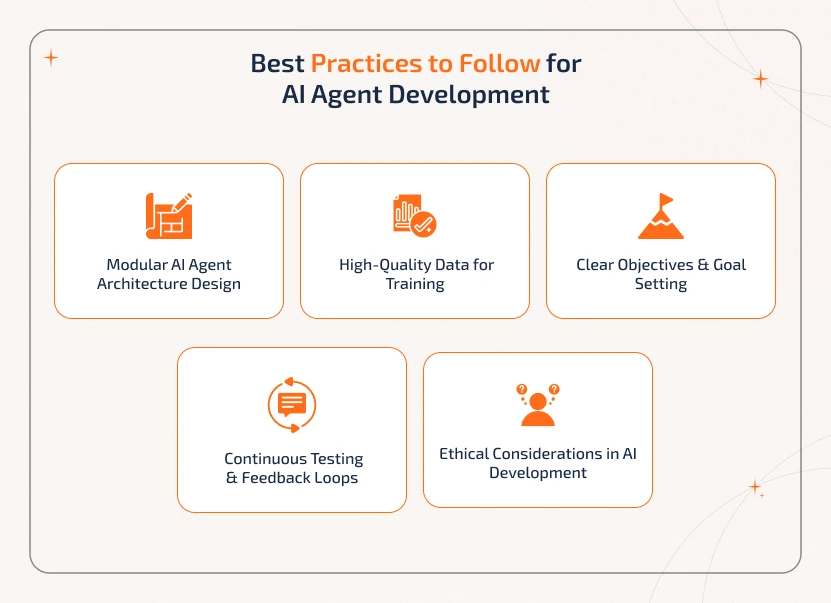 Best Practices to Follow for
AI Agent Development
Modular AI Agent
Architecture Design
High-Quality Data for
Training
Clear Objectives & Goal
Setting
Continuous Testing
& Feedback Loops
? ?
Ethical Considerations in AI
Development